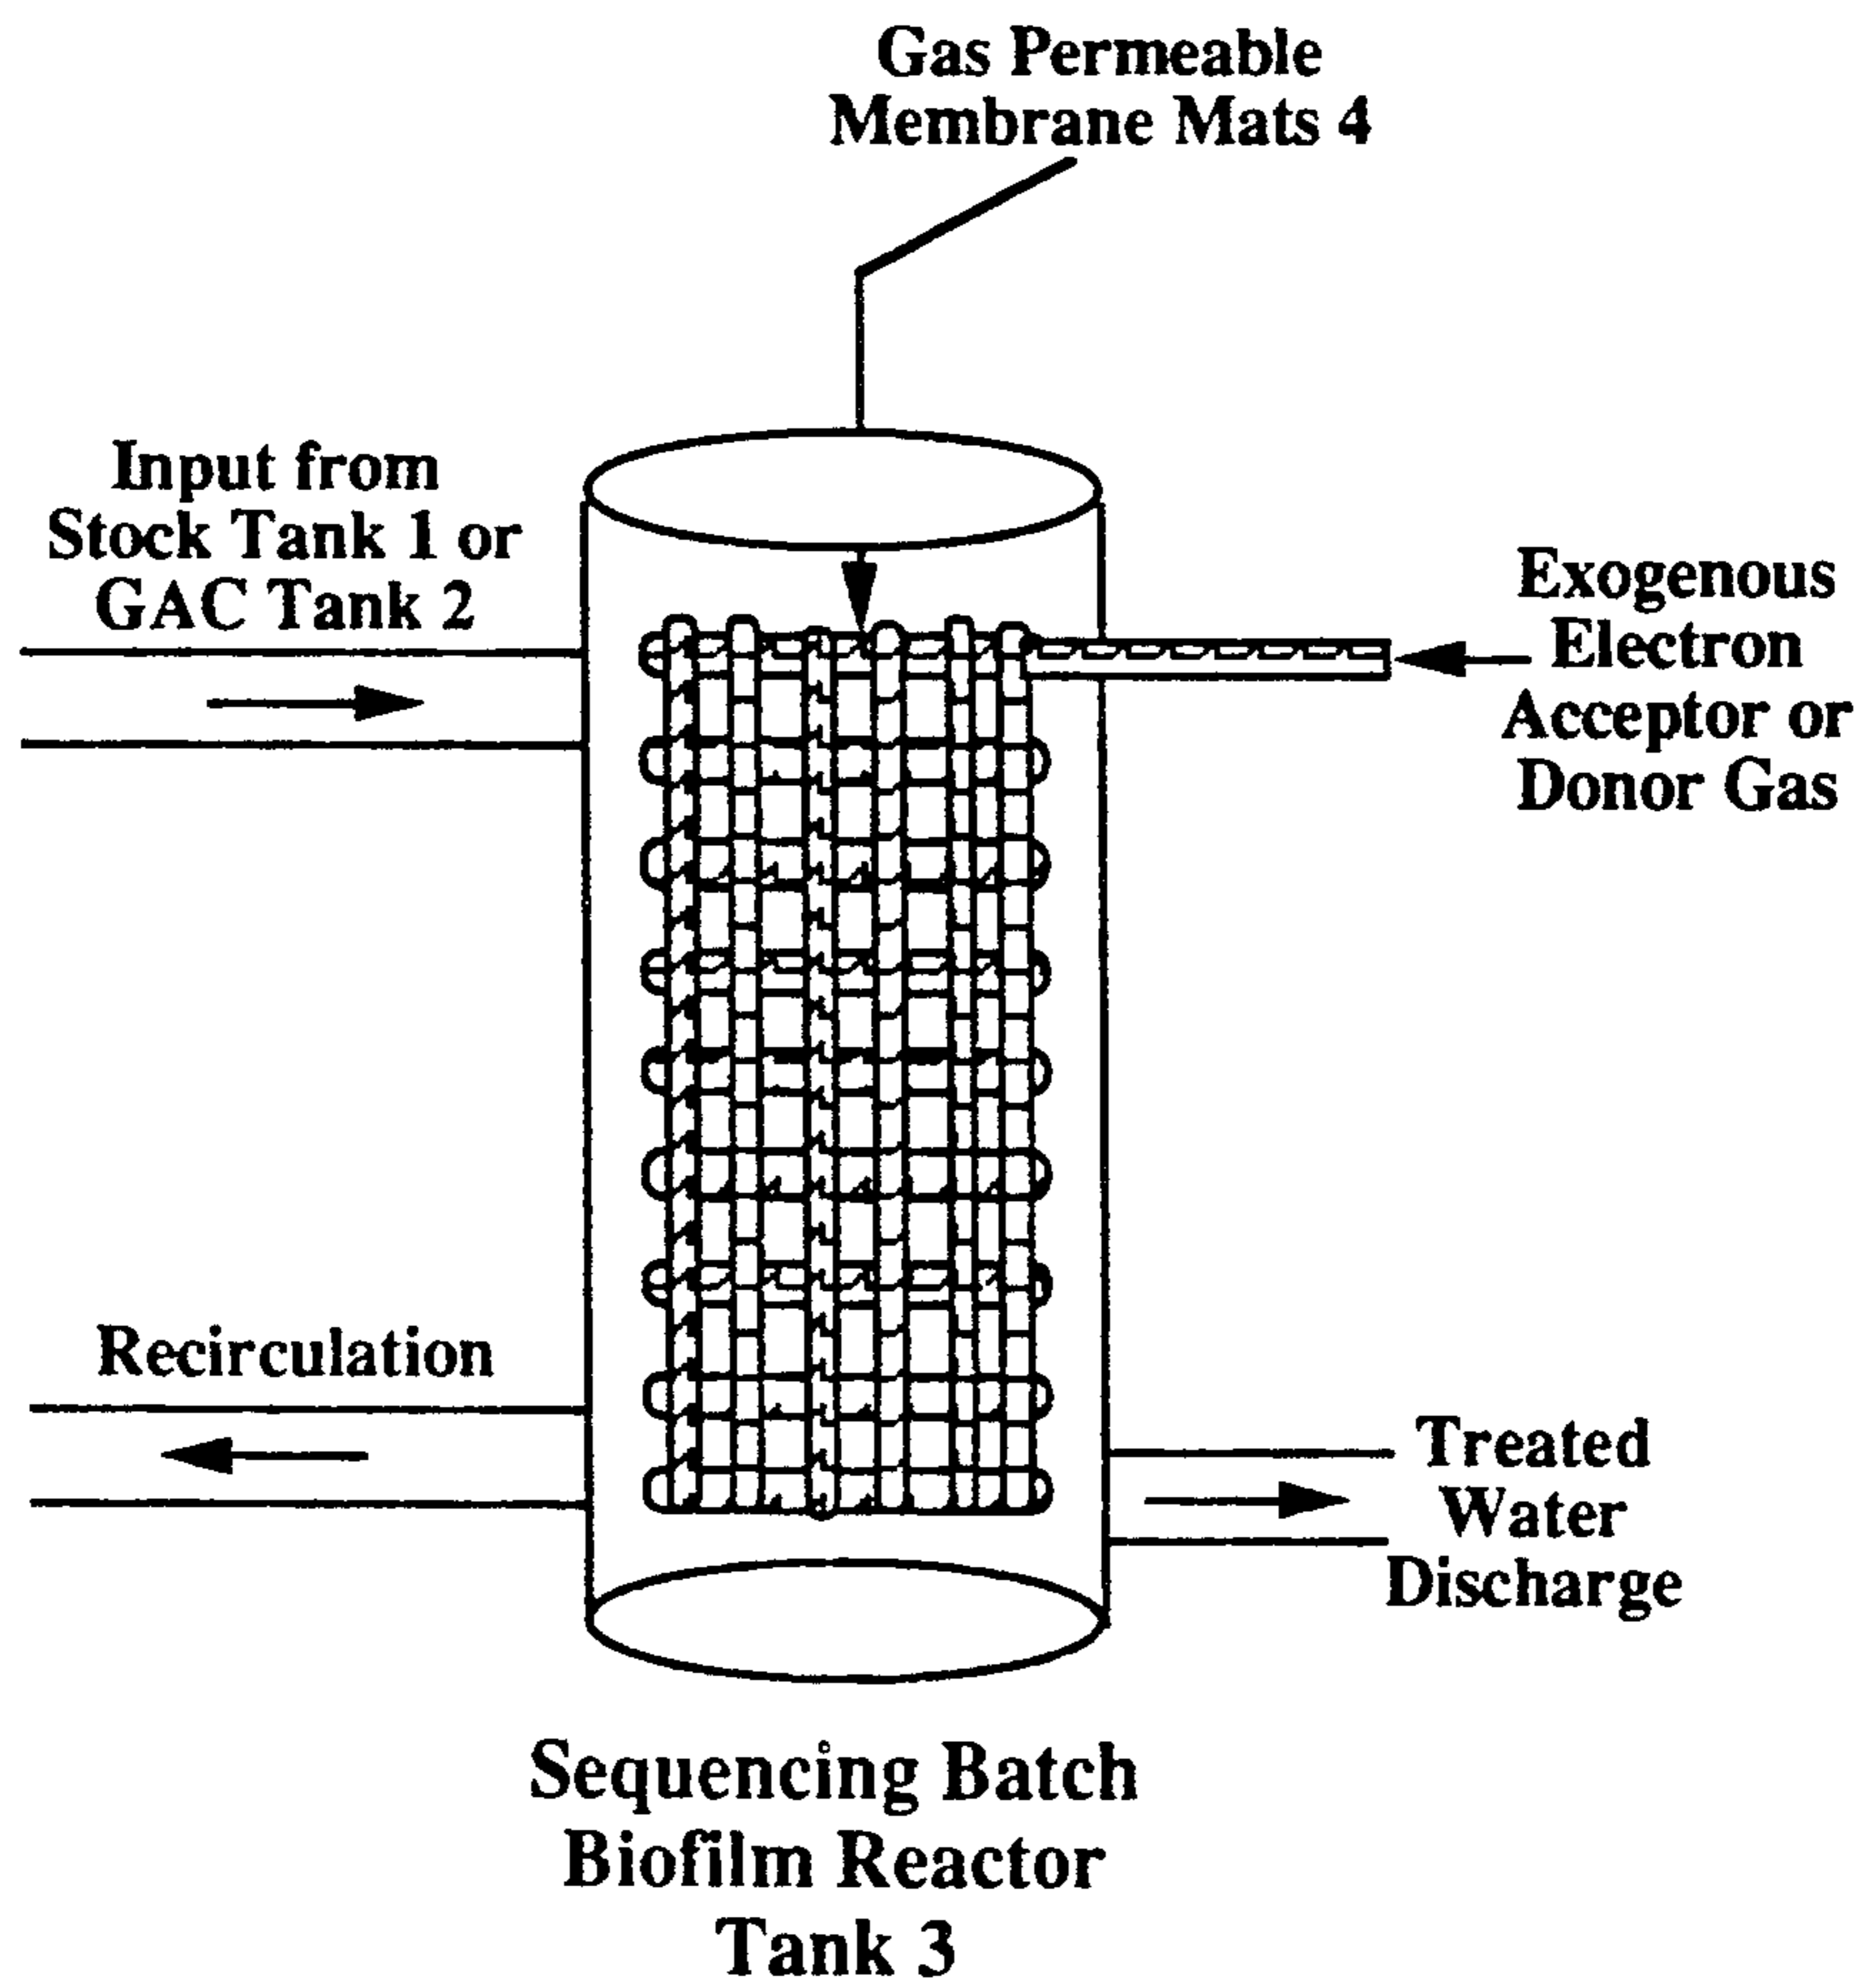 Gas Permeable
Membrane Mats 4
Input from
Stock Tank 1 or
GAC Tank 2
Exogenous
Electron
Acceptor or
Donor Gas
Recirculation
Treated
Water
Discharge
Sequencing Batch
Biofilm Reactor
Tank 3